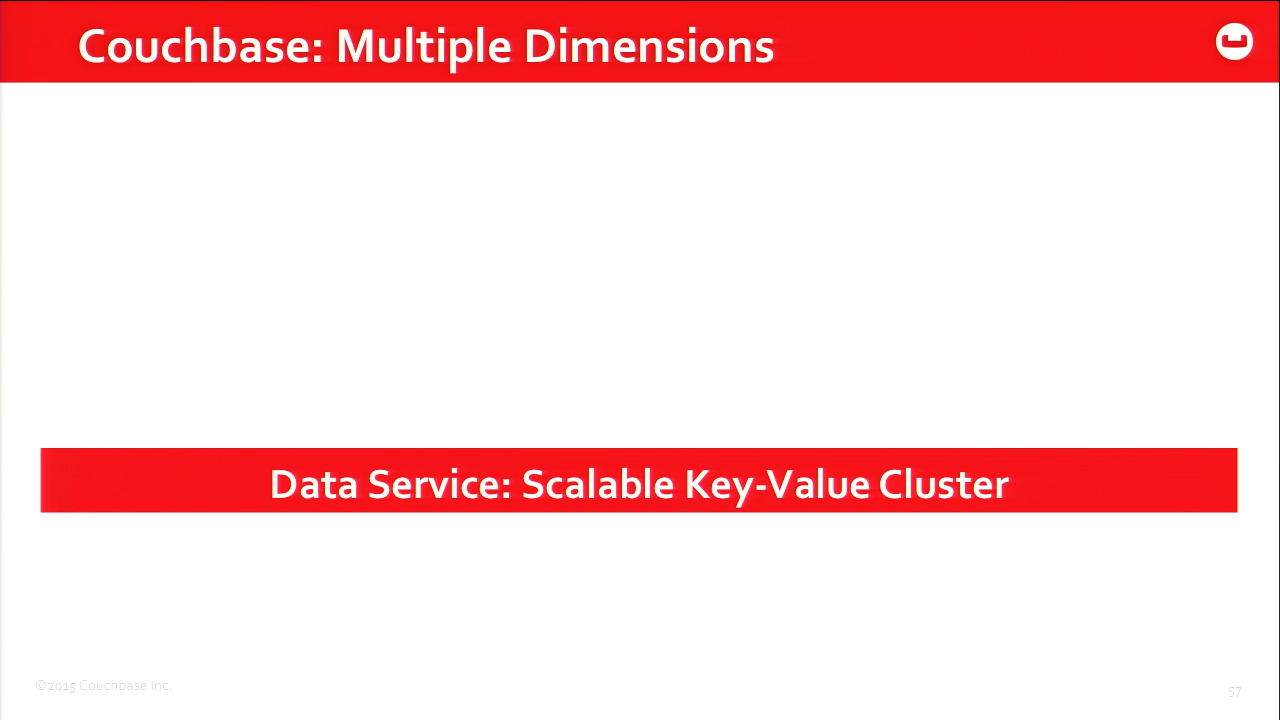 Couchbase: Multiple Dimensions
Data Service: Scalable Key-Value Cluster
©2015 Couchbase Inc.
57